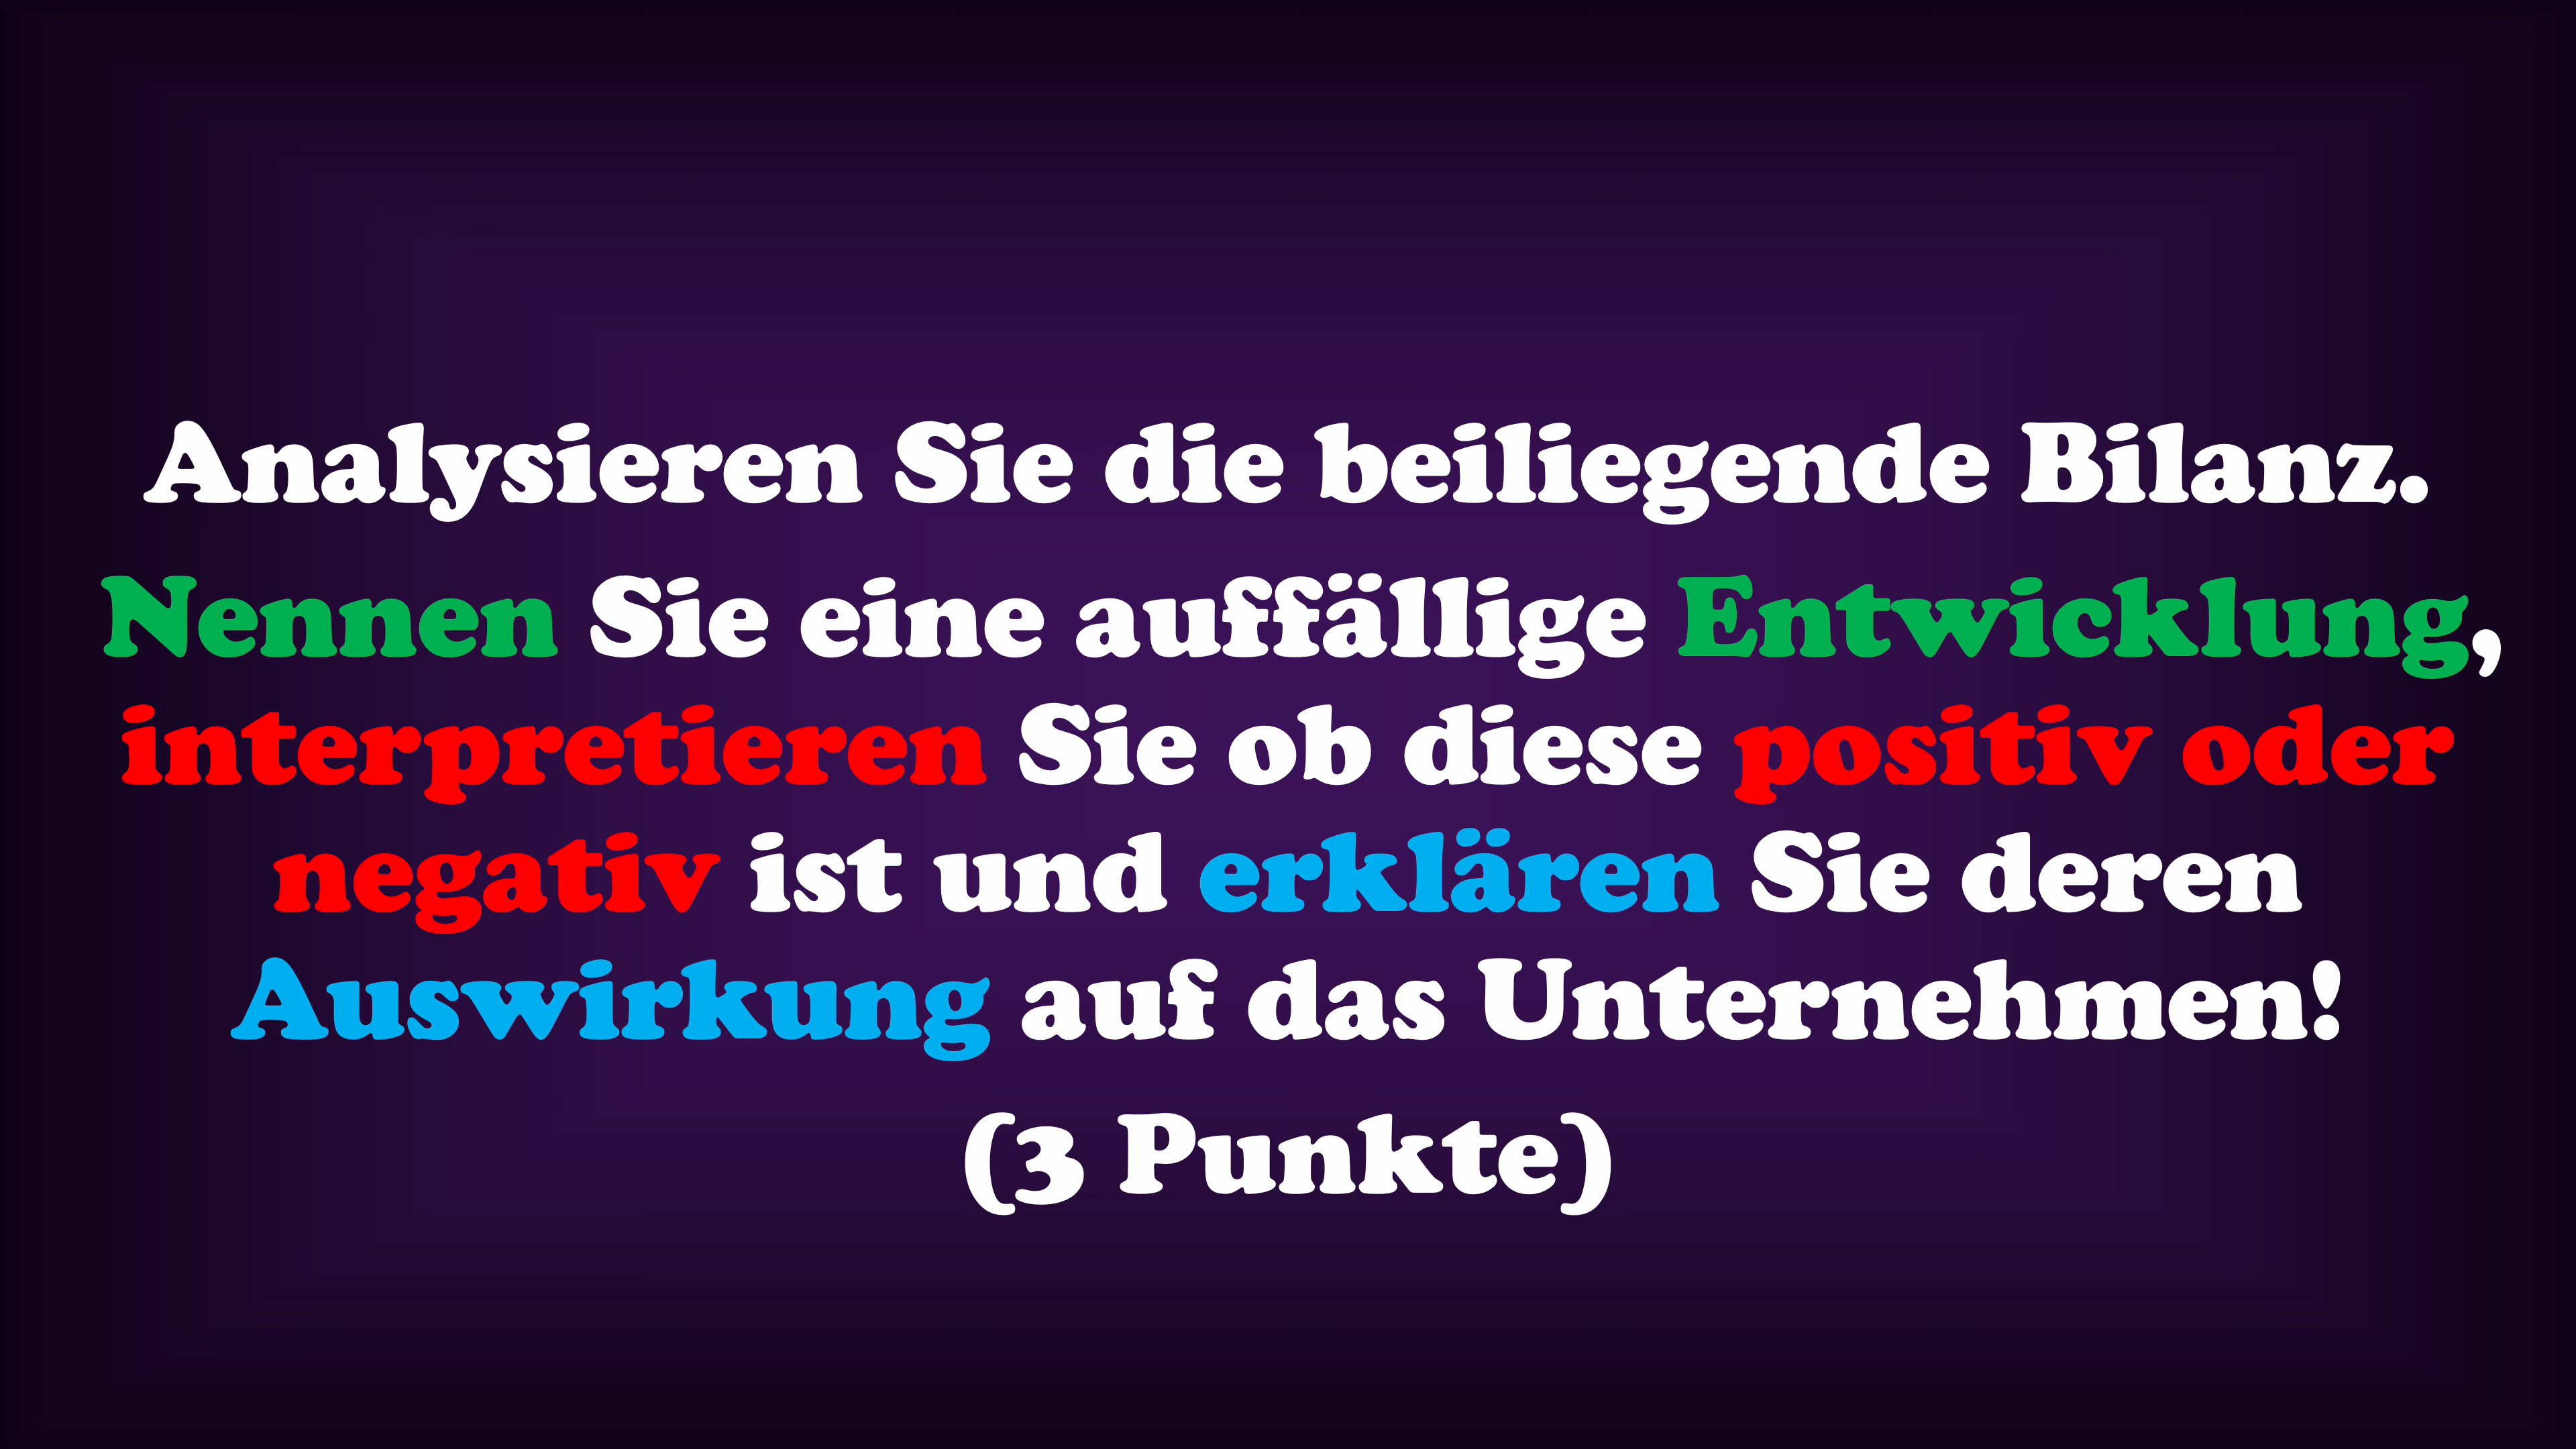 Analysieren Sie die beiliegende Bilanz.
Nennen Sie eine auffällige Entwicklung,
interpretieren Sie ob diese positiv oder
negativ ist und erklären Sie deren
Auswirkung auf das Unternehmen!
(3 Punkte)